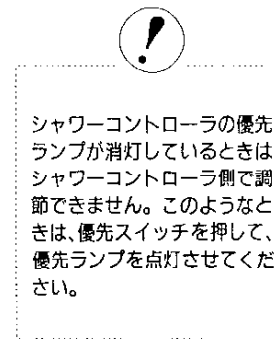 シャワーコントローラの優先
ランプが消灯しているときは
シャワーコントローラ側で調
節できません。このようなと
きは、優先スイッチを押して、
優先ランプを点灯させてくだ
さい。